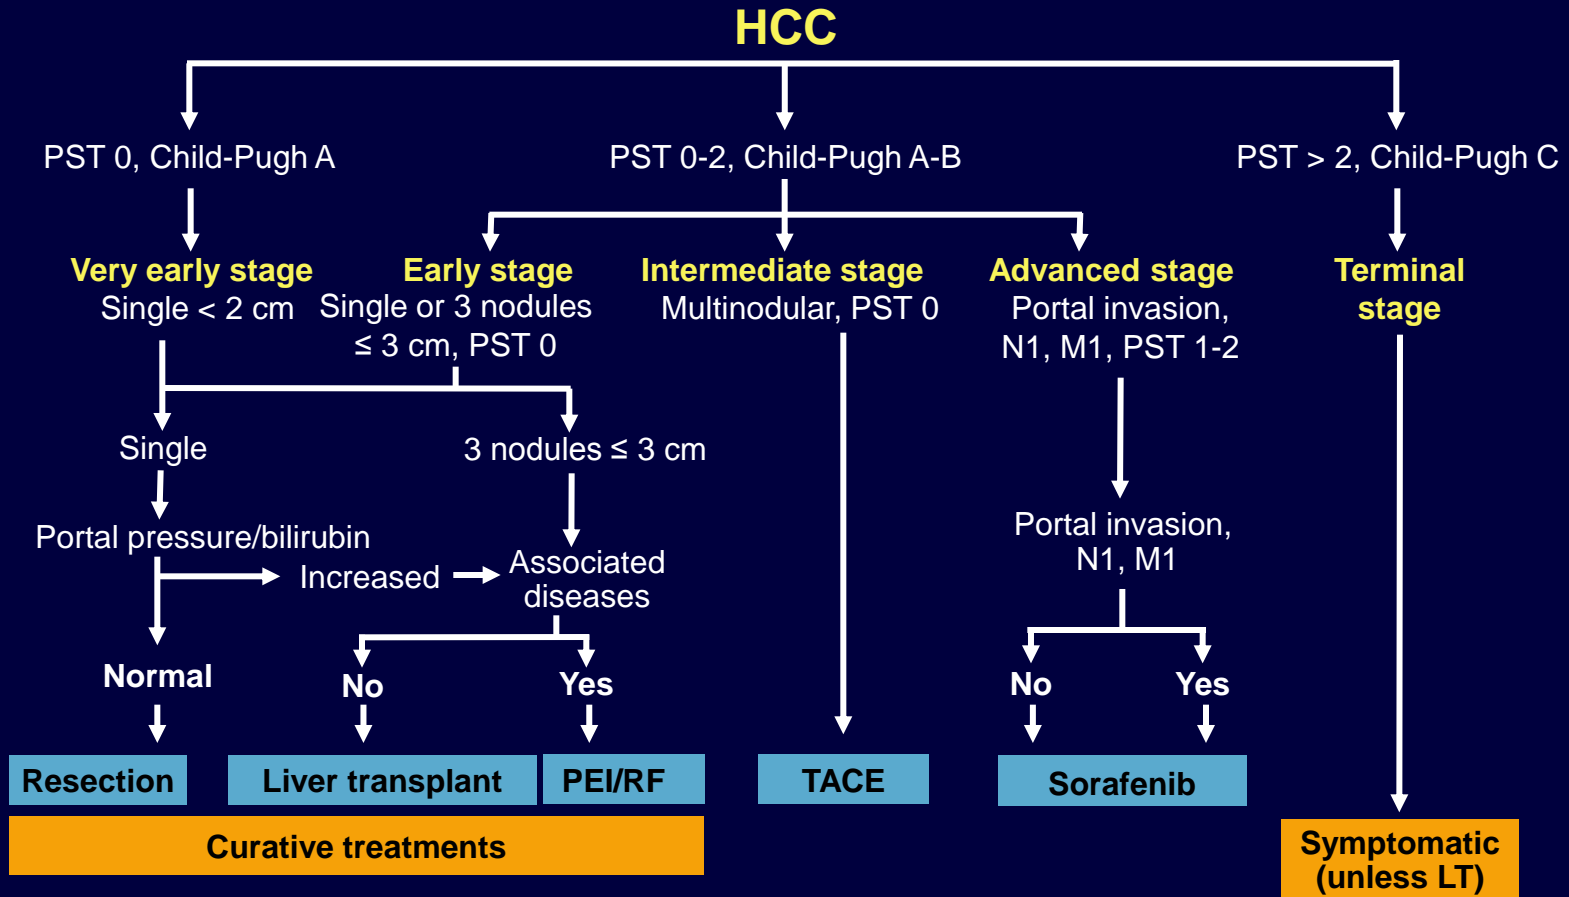 HCC
PST 0, Child-Pugh A
PST 0-2, Child-Pugh A-B
PST > 2, Child-Pugh C
Very early stage
Single < 2 cm
Early stage
Single or 3 nodules
≤ 3 cm, PST 0
Intermediate stage
Multinodular, PST 0
Advanced stage
Portal invasion,
N1, M1, PST 1-2
Terminal
stage
Single
3 nodules ≤ 3 cm
Portal pressure/bilirubin
Increased
Associated
diseases
Portal invasion,
N1, M1
Normal
No
Yes
No
Yes
Resection
Liver transplant
PEI/RF
TACE
Sorafenib
Curative treatments
Symptomatic
(unless LT)